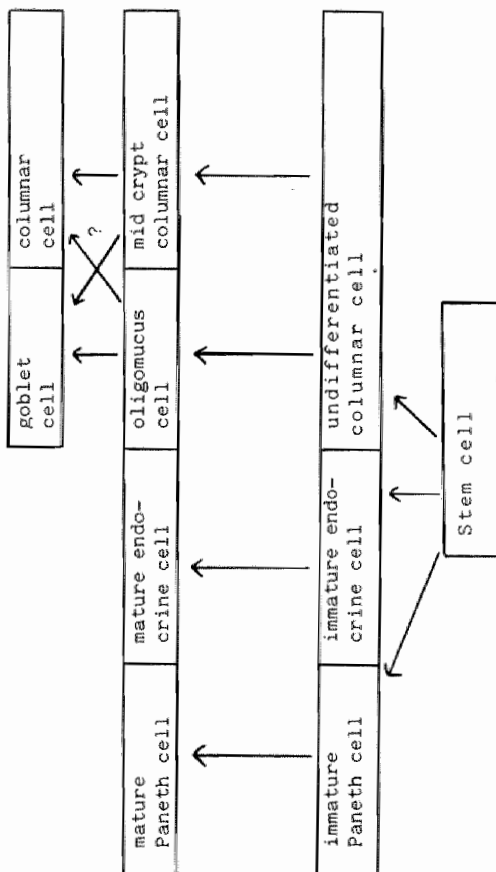 goblet
cell
columnar
cell
?
mature
Paneth cell
mature endo-
crine cell
oligomucus
cell
mid crypt
columnar cell
immature
Paneth cell
immature endo-
crine cell
undifferentiated
columnar cell
Stem cell